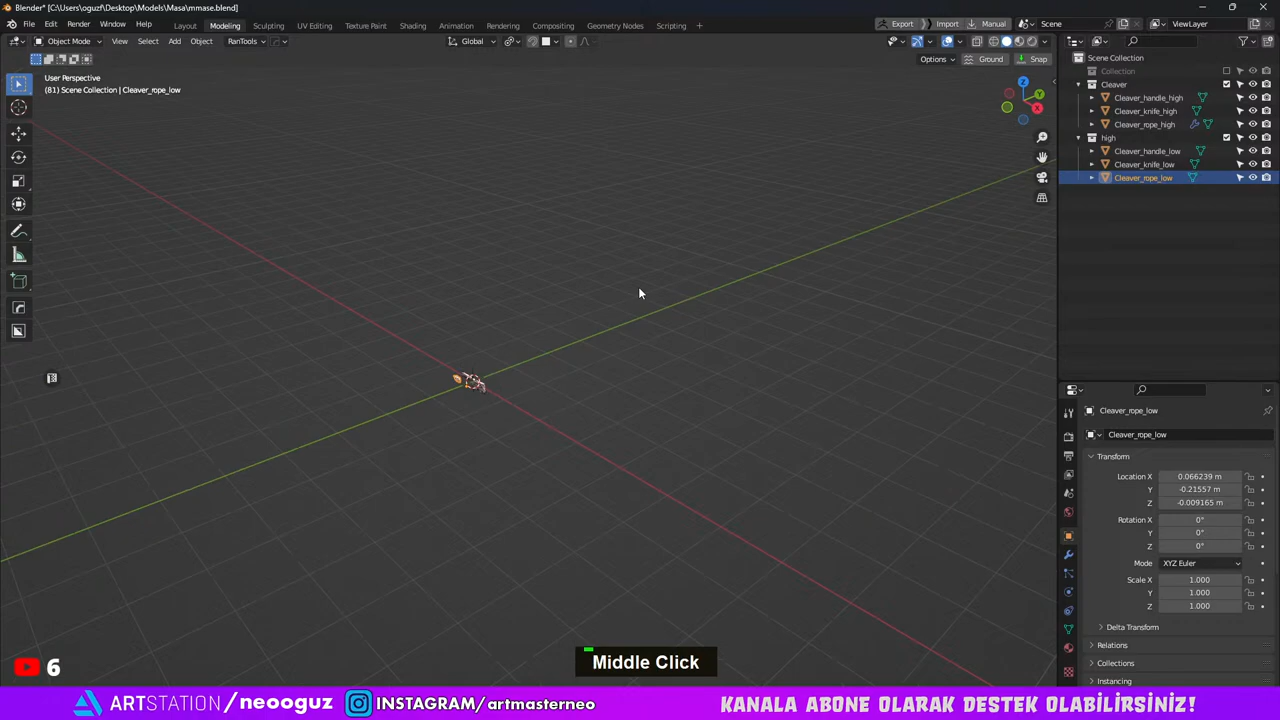 Blender* [C:\Users\oguz\Desktop\Models\Masa\mmase.blend]
File Edit Render Window Help Layout Modeling Sculpting UV Editing Texture Paint Shading Animation Rendering Compositing Geometry Nodes Scripting + Export Import Manual Scene ViewLayer
Object Mode View Select Add Object RanTools Global
Options Ground Snap
User Perspective
(81) Scene Collection | Cleaver_rope_low
Scene Collection
Collection
Cleaver
Cleaver_handle_high
Cleaver_knife_high
Cleaver_rope_high
high
Cleaver_handle_low
Cleaver_knife_low
Cleaver_rope_low
Z
Y
X
Cleaver_rope_low
Cleaver_rope_low
Transform
Location X 0.066239 m
Y -0.21557 m
Z -0.009165 m
Rotation X 0°
Y 0°
Z 0°
Mode XYZ Euler
Scale X 1.000
Y 1.000
Z 1.000
Delta Transform
Relations
Collections
Instancing
6
Middle Click
ARTSTATION/neooguz INSTAGRAM/artmasterneo KANALA ABONE OLARAK DESTEK OLABİLİRSİNİZ!